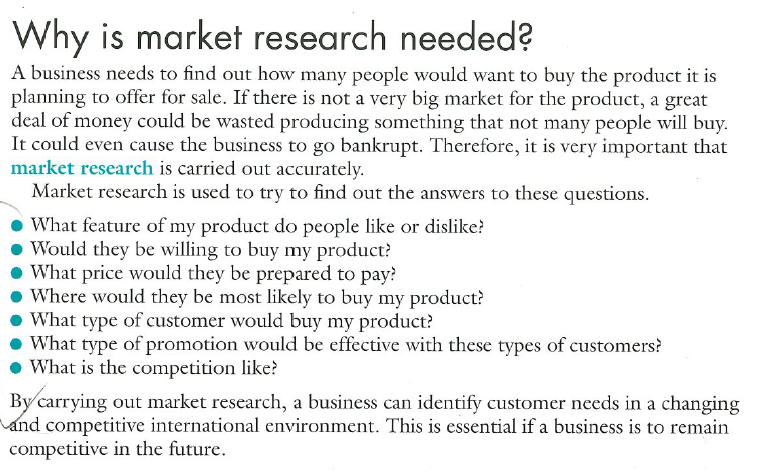 Why is market research needed?
A business needs to find out how many people would want to buy the product it is
planning to offer for sale. If there is not a very big market for the product, a great
deal of money could be wasted producing something that not many people will buy.
It could even cause the business to go bankrupt. Therefore, it is very important that
market research is carried out accurately.
Market research is used to try to find out the answers to these questions.
● What feature of my product do people like or dislike?
● Would they be willing to buy my product?
● What price would they be prepared to pay?
● Where would they be most likely to buy my product?
● What type of customer would buy my product?
● What type of promotion would be effective with these types of customers?
● What is the competition like?
By carrying out market research, a business can identify customer needs in a changing
and competitive international environment. This is essential if a business is to remain
competitive in the future.